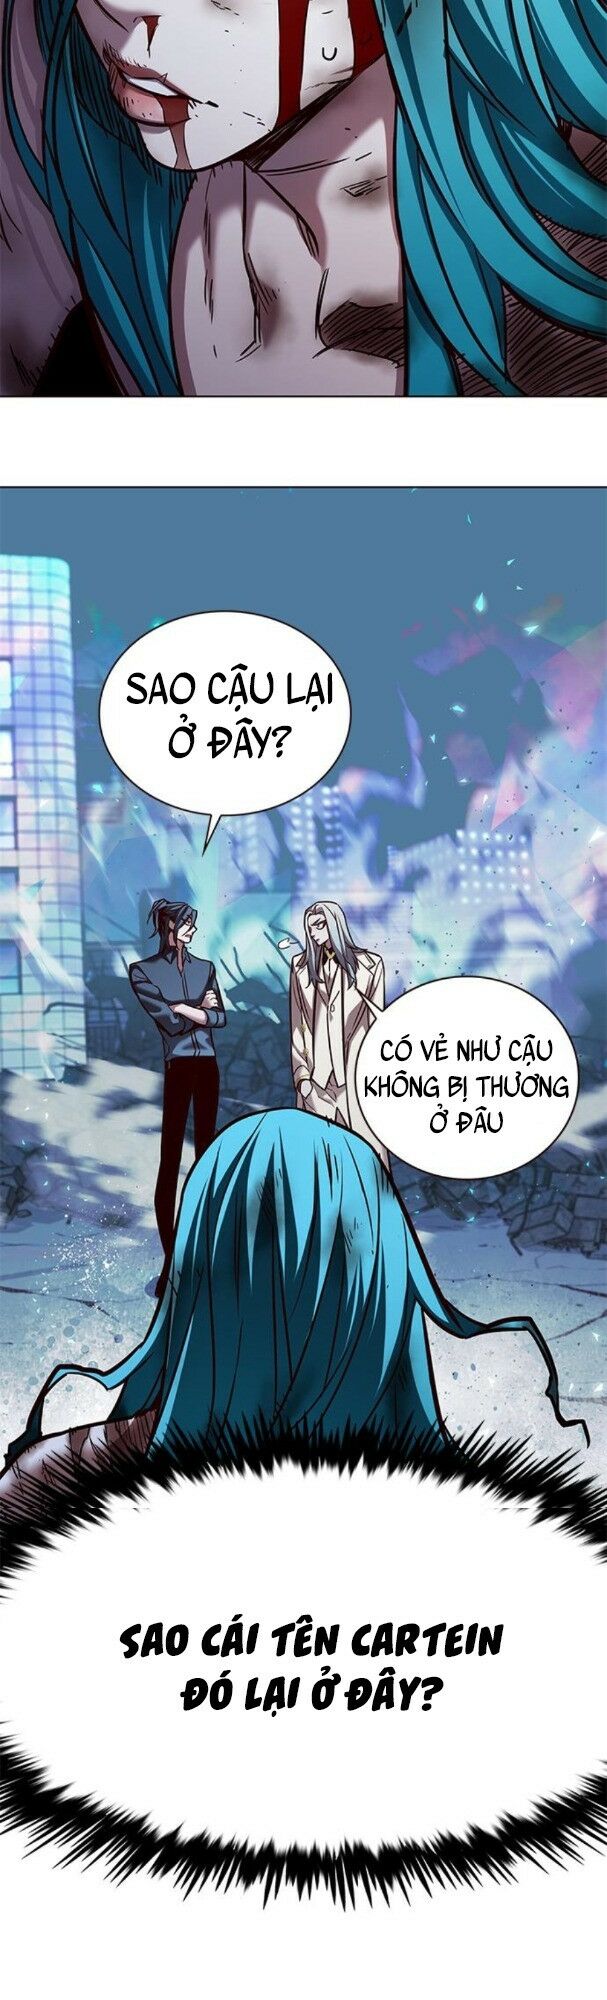 SAO CẬU LẠI
Ở ĐÂY?
CÓ VẺ NHƯ CẬU
KHÔNG BỊ THƯƠNG
Ở ĐÂU
SAO CÁI TÊN CARTEIN
ĐÓ LẠI Ở ĐÂY?